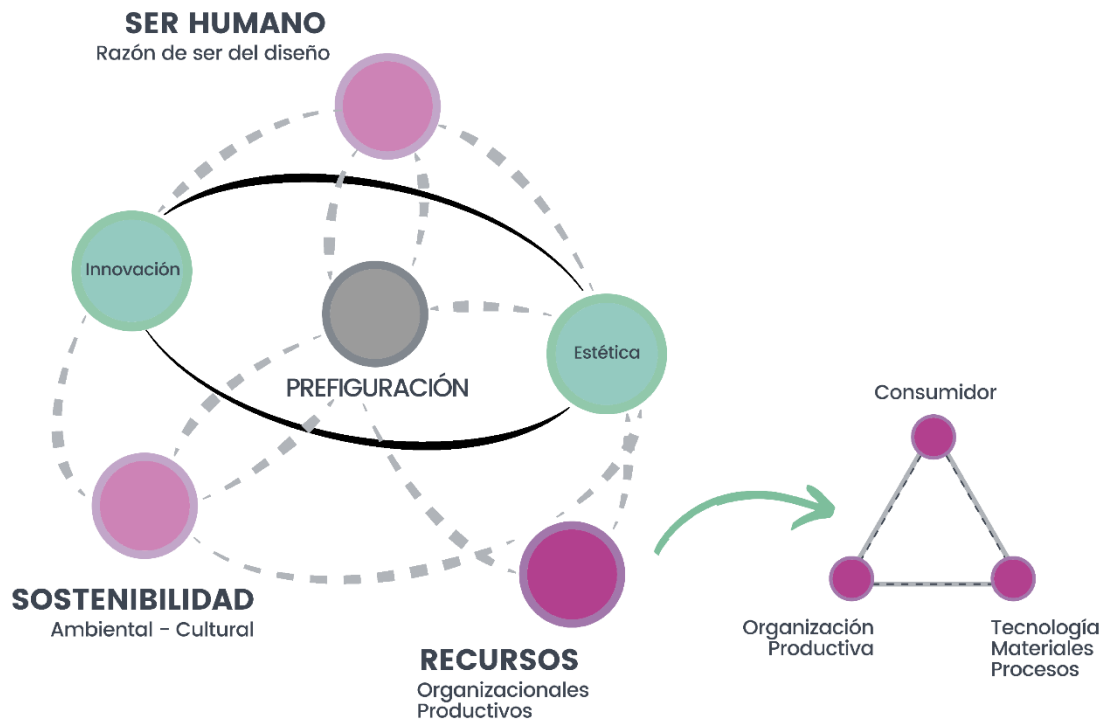 SER HUMANO
Razón de ser del diseño
Innovación
Estética
PREFIGURACIÓN
Consumidor
SOSTENIBILIDAD
Ambiental - Cultural
RECURSOS
Organizacionales
Productivos
Organización
Productiva
Tecnología
Materiales
Procesos